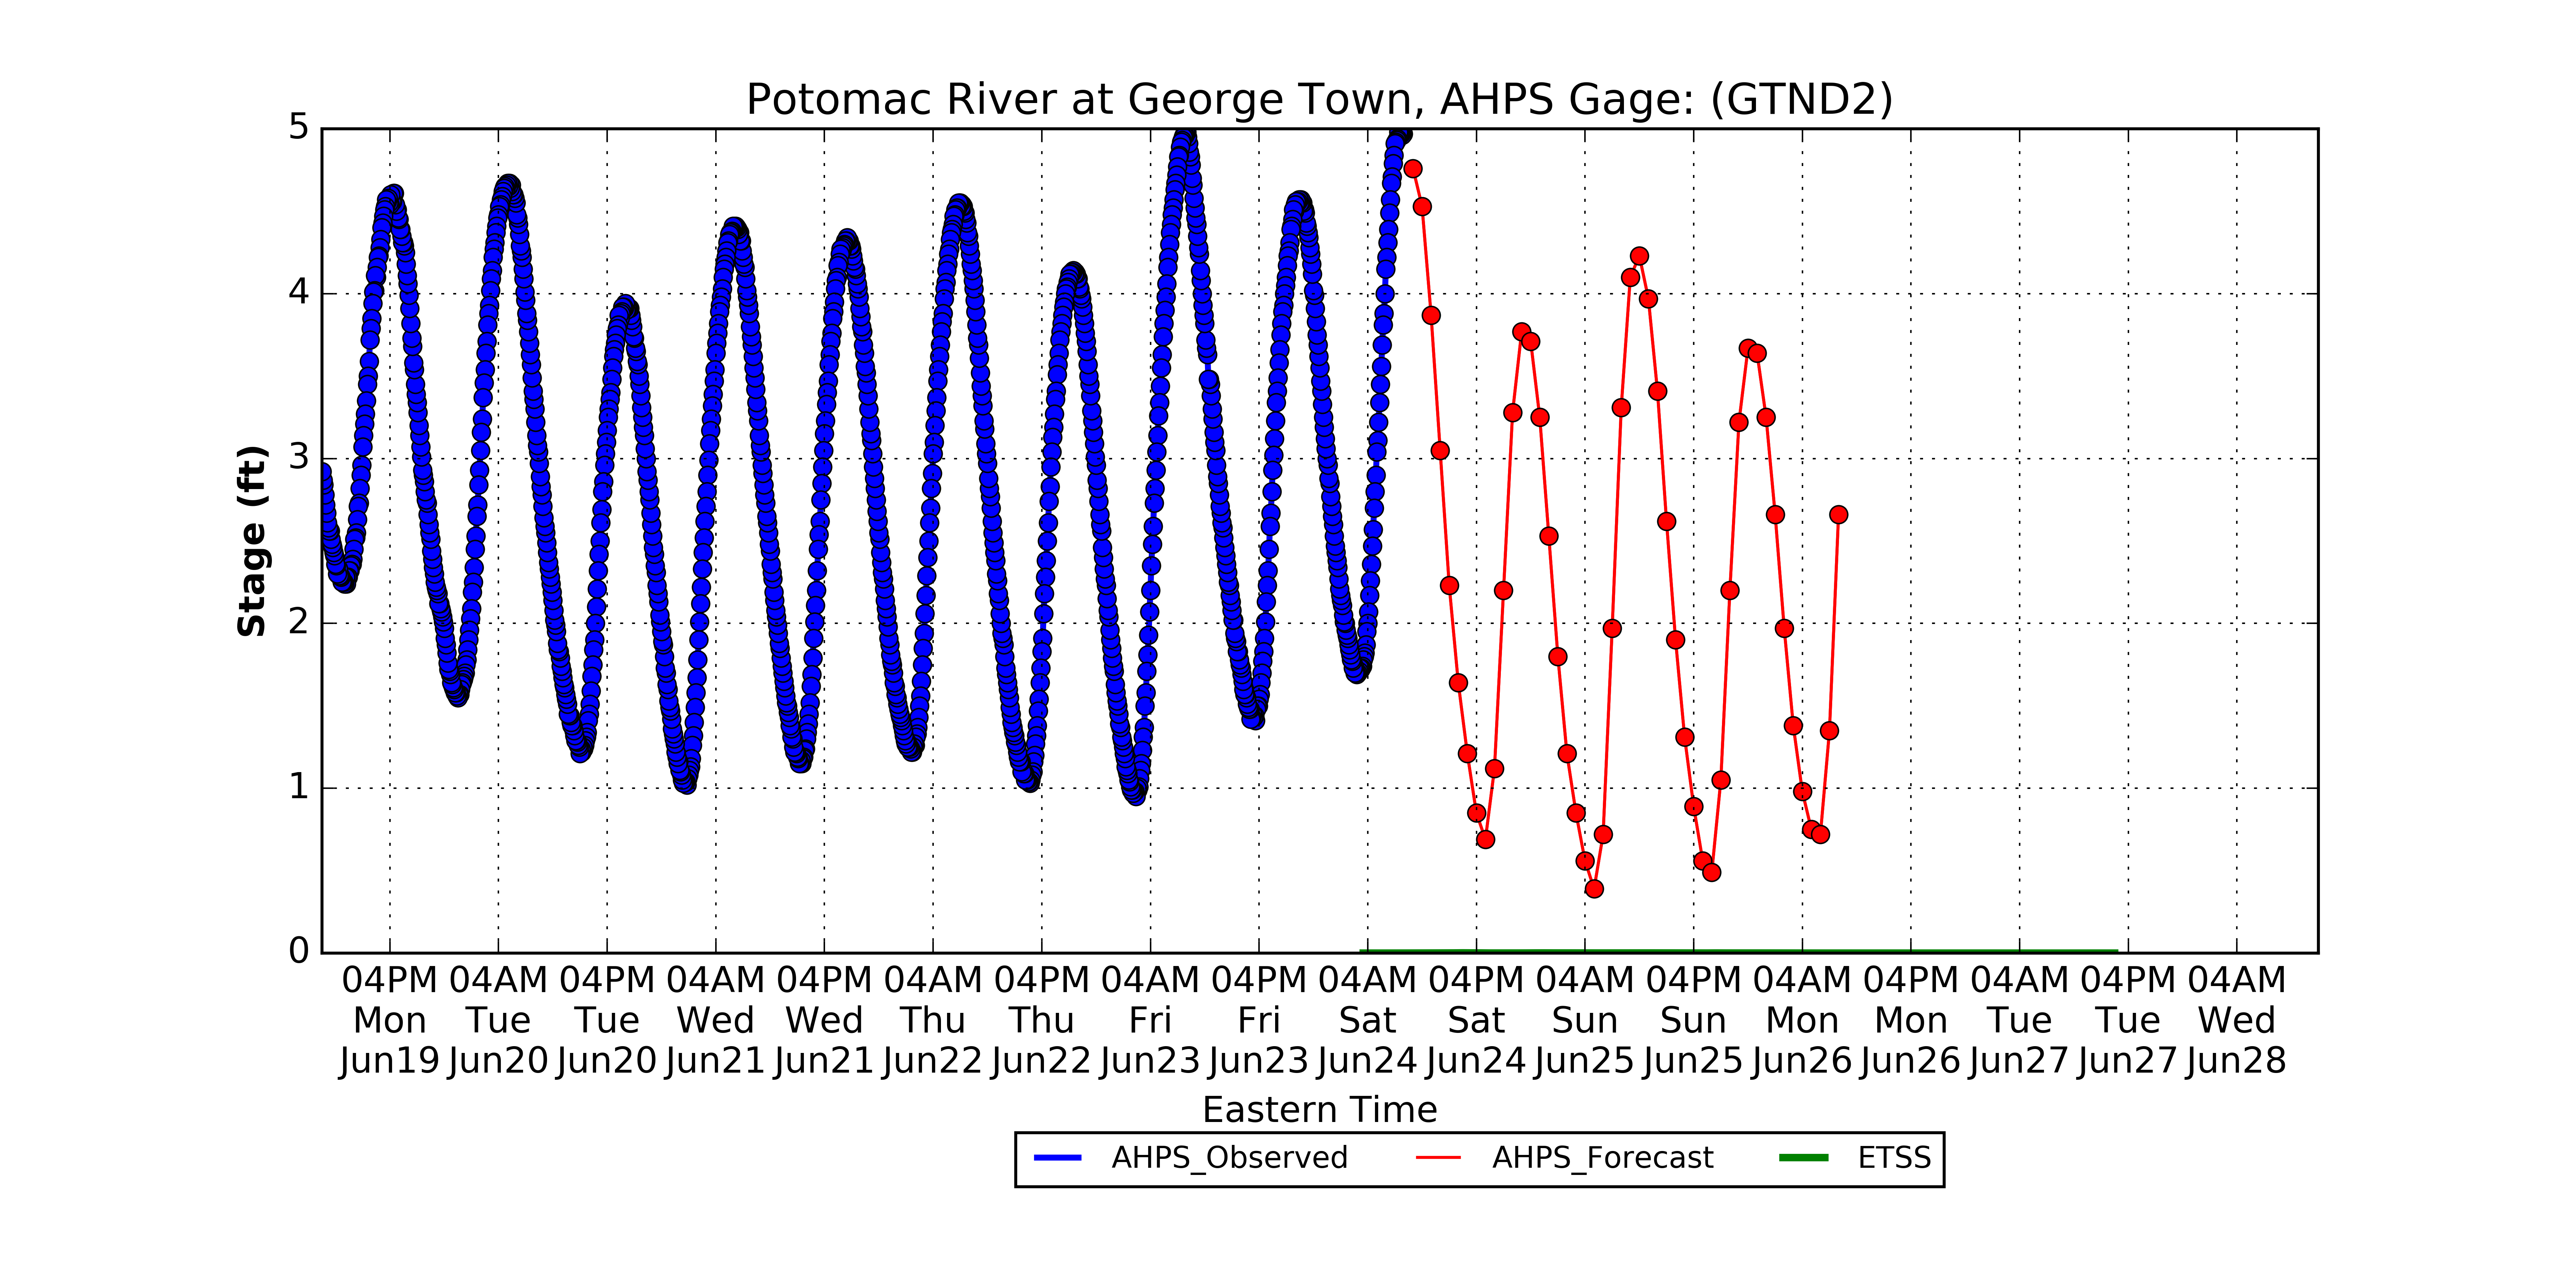 Potomac River at George Town, AHPS Gage: (GTND2)
5
4
3
2
1
0
Stage (ft)
04PM 04AM 04PM 04AM 04PM 04AM 04PM 04AM 04PM 04AM 04PM 04AM 04PM 04AM 04PM 04AM 04PM 04AM
Mon Tue Tue Wed Wed Thu Thu Fri Fri Sat Sat Sun Sun Mon Mon Tue Tue Wed
Jun19 Jun20 Jun20 Jun21 Jun21 Jun22 Jun22 Jun23 Jun23 Jun24 Jun24 Jun25 Jun25 Jun26 Jun26 Jun27 Jun27 Jun28
Eastern Time
AHPS_Observed AHPS_Forecast ETSS